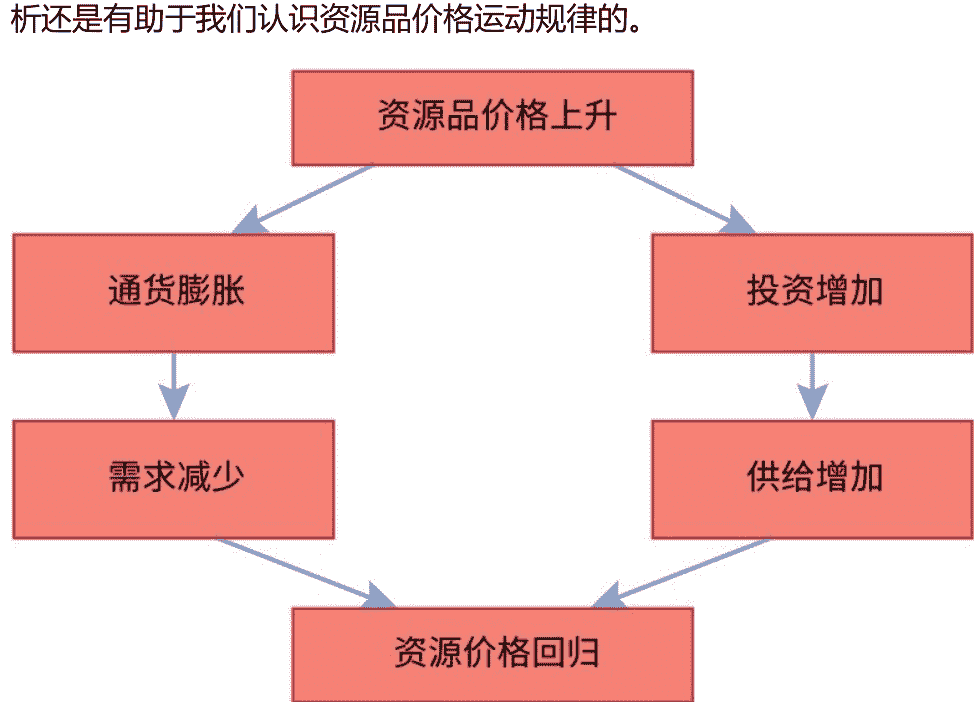 析还是有助于我们认识资源品价格运动规律的。
资源品价格上升
通货膨胀
投资增加
需求减少
供给增加
资源价格回归